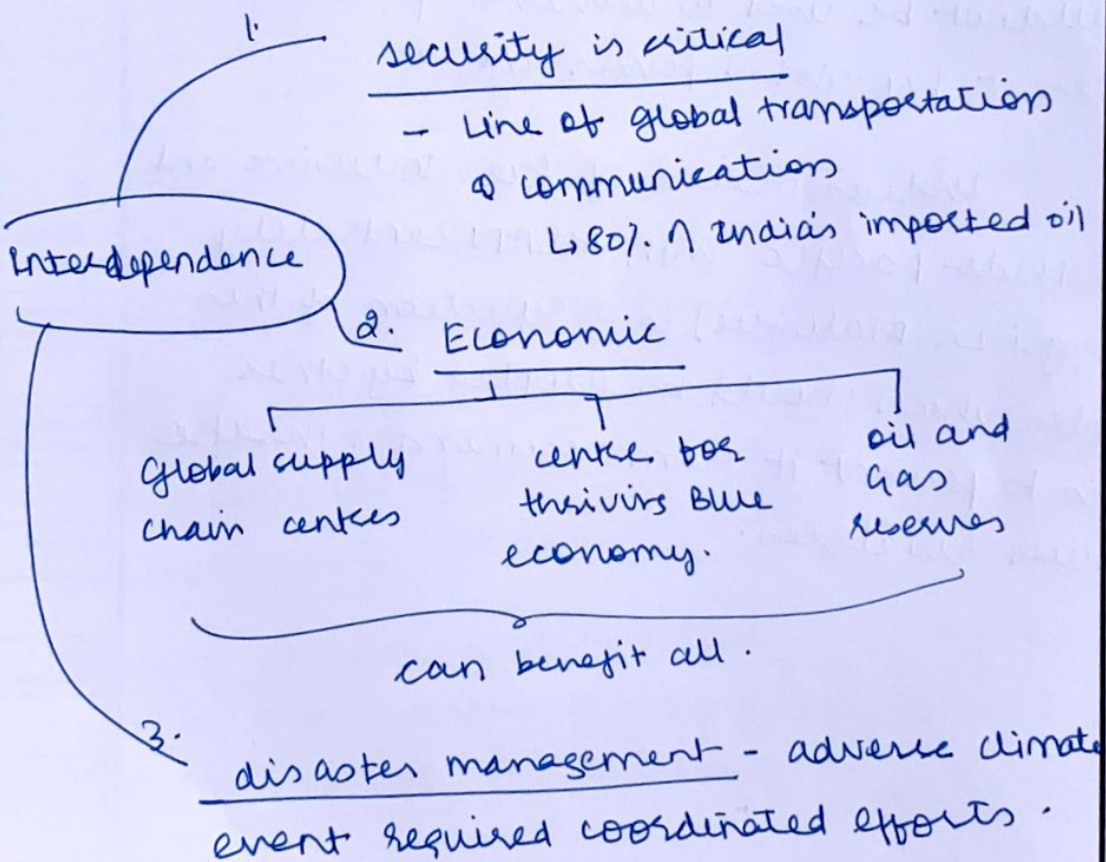 1.
security is critical
- Line of global transportation
& communication
↳ 80% of India's imported oil
Interdependence
2. Economic
Global supply
chain centres
centre for
thriving Blue
economy.
oil and
Gas
reserves
can benefit all.
3.
disaster management - adverse climate
event required coordinated efforts.